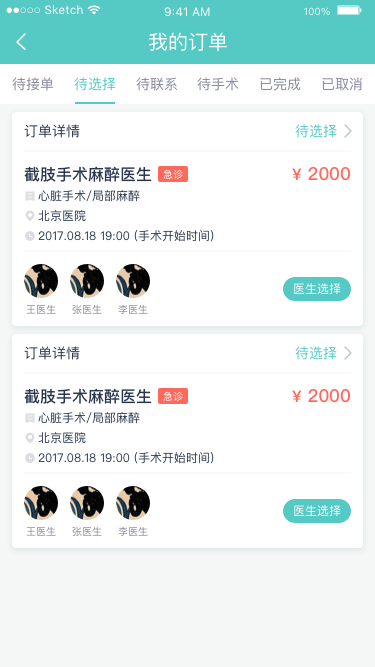 Sketch 9:41 AM 100%
我的订单
待接单 待选择 待联系 待手术 已完成 已取消
订单详情 待选择
截肢手术麻醉医生 急诊 ¥ 2000
心脏手术/局部麻醉
北京医院
2017.08.18 19:00 (手术开始时间)
王医生 张医生 李医生 医生选择
订单详情 待选择
截肢手术麻醉医生 急诊 ¥ 2000
心脏手术/局部麻醉
北京医院
2017.08.18 19:00 (手术开始时间)
王医生 张医生 李医生 医生选择